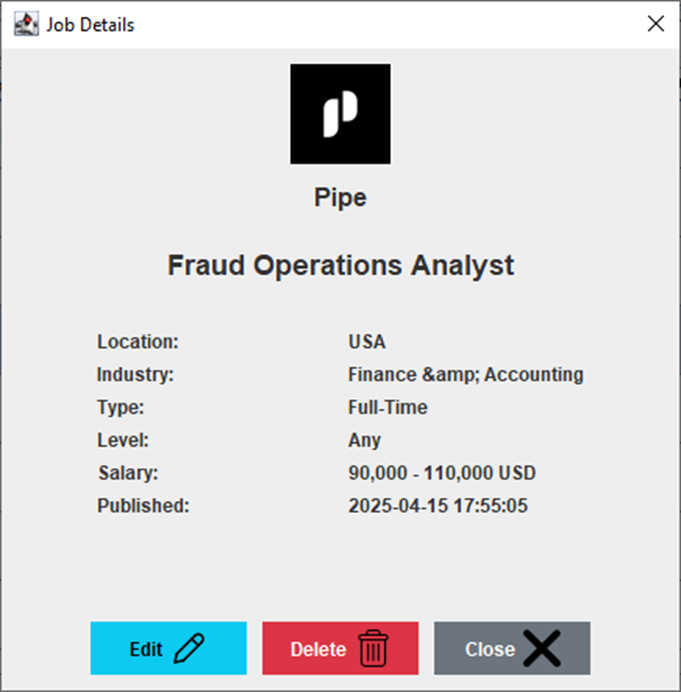 Job Details
Pipe
Fraud Operations Analyst
Location: USA
Industry: Finance &amp; Accounting
Type: Full-Time
Level: Any
Salary: 90,000 - 110,000 USD
Published: 2025-04-15 17:55:05
Edit Delete Close